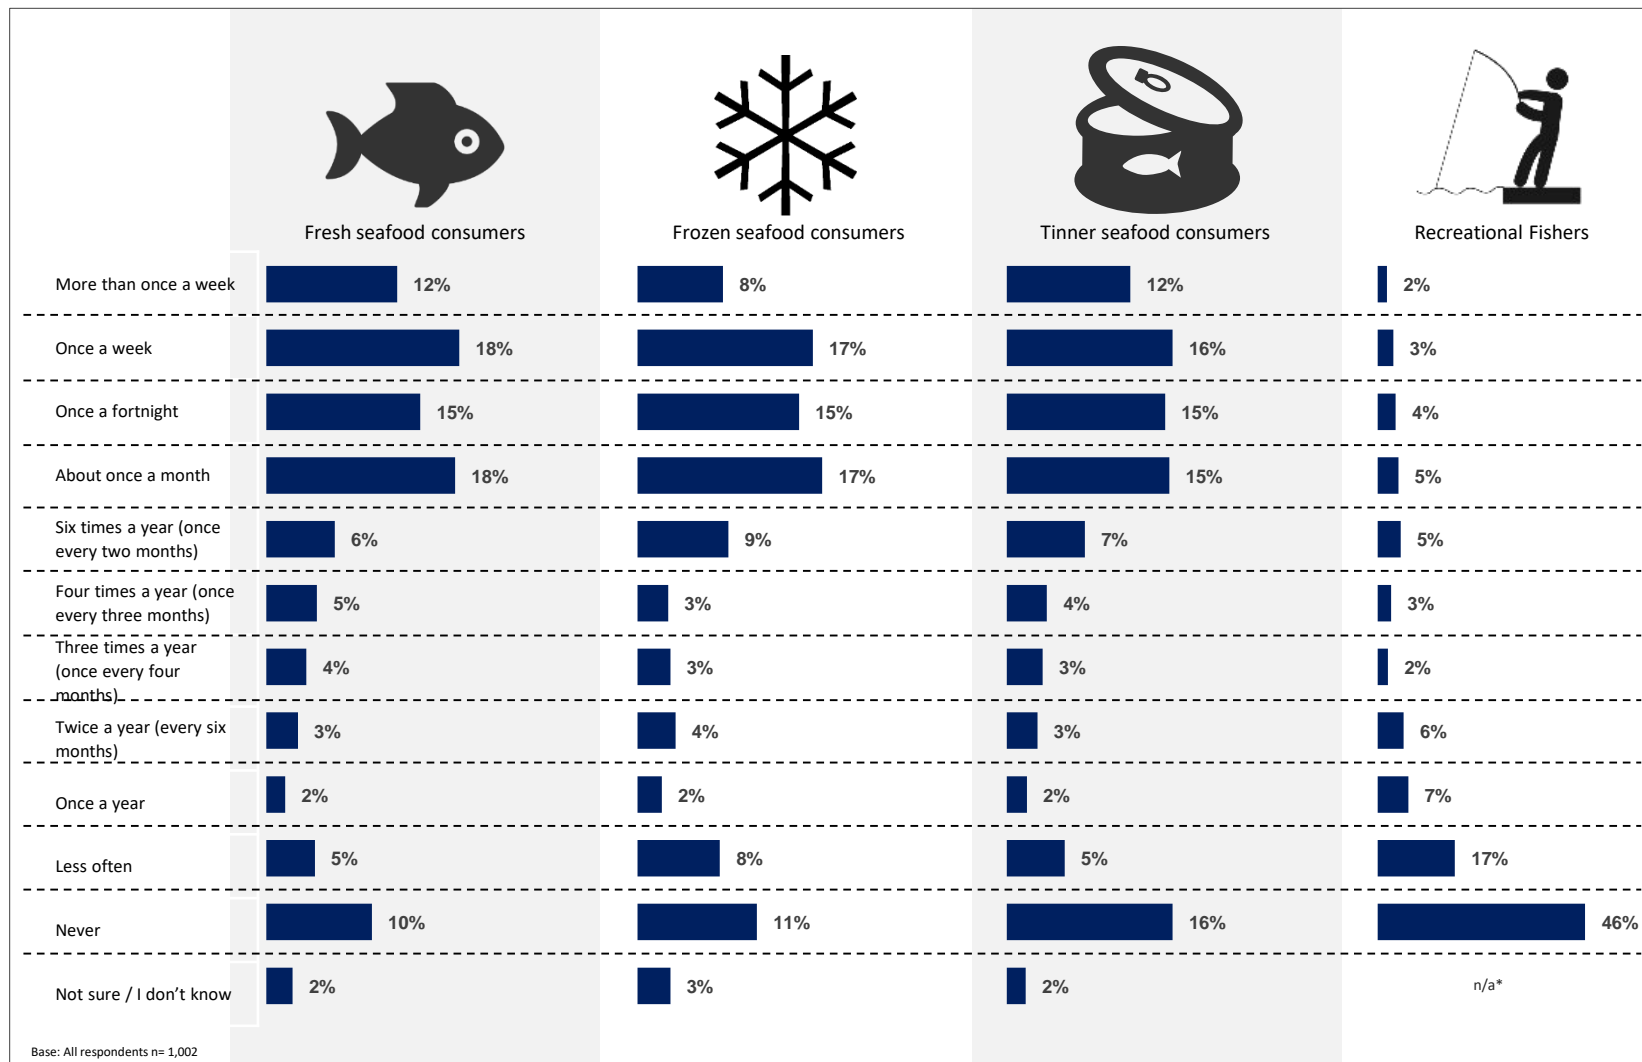 Fresh seafood consumers
Frozen seafood consumers
Tinner seafood consumers
Recreational Fishers
More than once a week
12%
8%
12%
2%
Once a week
18%
17%
16%
3%
Once a fortnight
15%
15%
15%
4%
About once a month
18%
17%
15%
5%
Six times a year (once
every two months)
6%
9%
7%
5%
Four times a year (once
every three months)
5%
3%
4%
3%
Three times a year
(once every four
months)
4%
3%
3%
2%
Twice a year (every six
months)
3%
4%
3%
6%
Once a year
2%
2%
2%
7%
Less often
5%
8%
5%
17%
Never
10%
11%
16%
46%
Not sure / I don’t know
2%
3%
2%
n/a*
Base: All respondents n= 1,002